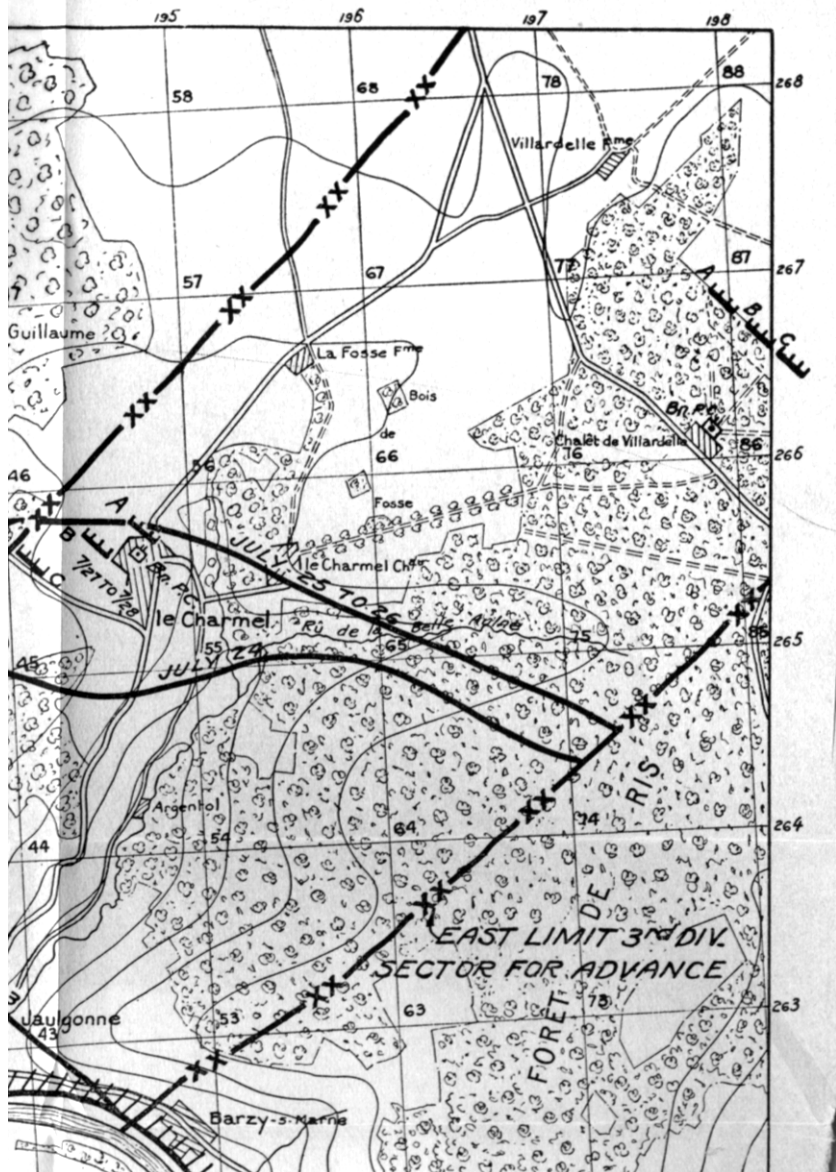 195 196 197 198
58 68 78 88 268
Villardelle Fme
57 67 77 87 267
A B C
Guillaume
La Fosse Fme
Bois
de
Fosse
Bn. P.C.
Chalet de Villardelle
46 56 66 76 86 266
A
B
C
7/27 TO 7/28
Bn. P.C.
JULY 25 TO 26
le Charmel Chau
le Charmel
Ru de la Belle Aulne
45 55 65 75 85 265
JULY 24
Argentol
44 54 64 74 264
FORET DE RIS
EAST LIMIT 3rd DIV.
SECTOR FOR ADVANCE
43 53 63 73 263
Jaulgonne
Barzy-s-Marne